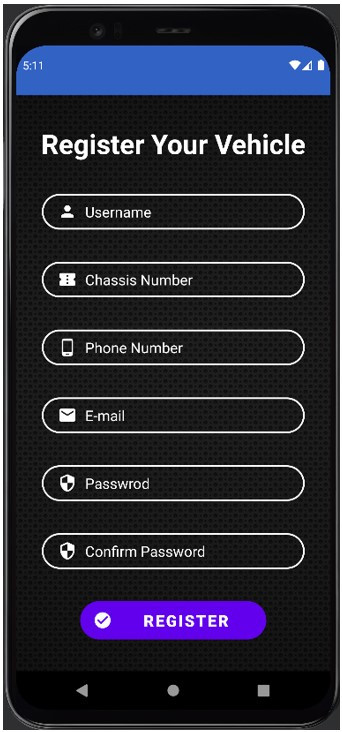 5:11
Register Your Vehicle
Username
Chassis Number
Phone Number
E-mail
Passwrod
Confirm Password
REGISTER